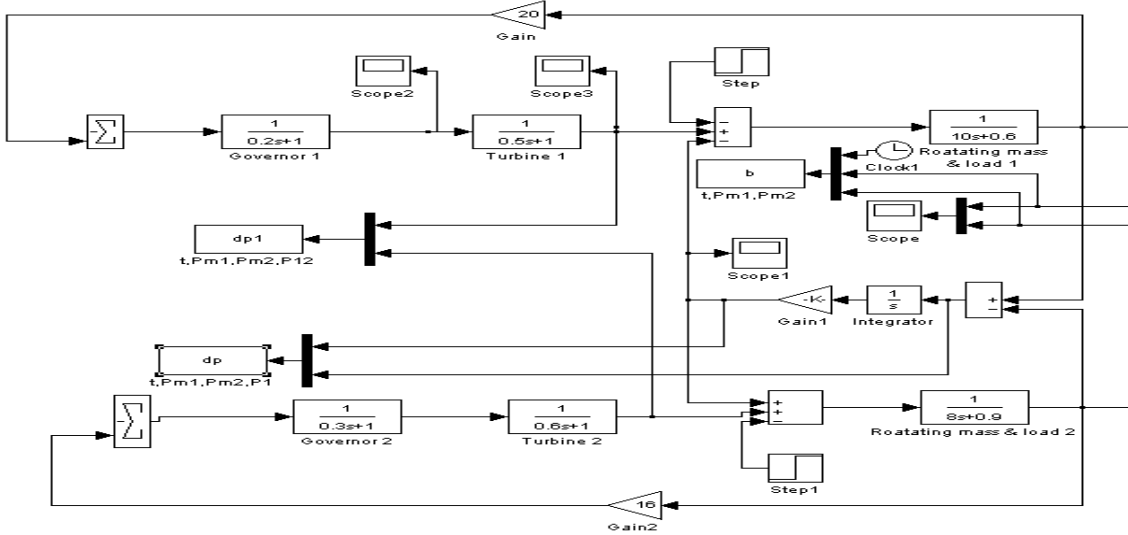 20
Gain
Scope2
Scope3
Step
-
Σ
1
0.2s+1
Governor 1
1
0.5s+1
Turbine 1
−
+
−
1
10s+0.6
Roatating mass
& load 1
Clock1
b
t,Pm1,Pm2
Scope
dp1
t,Pm1,Pm2,P12
Scope1
-K-
Gain1
1
s
Integrator
+
−
dp
t,Pm1,Pm2,P1
-
Σ
1
0.3s+1
Governor 2
1
0.6s+1
Turbine 2
+
+
−
1
8s+0.9
Roatating mass & load 2
Step1
16
Gain2